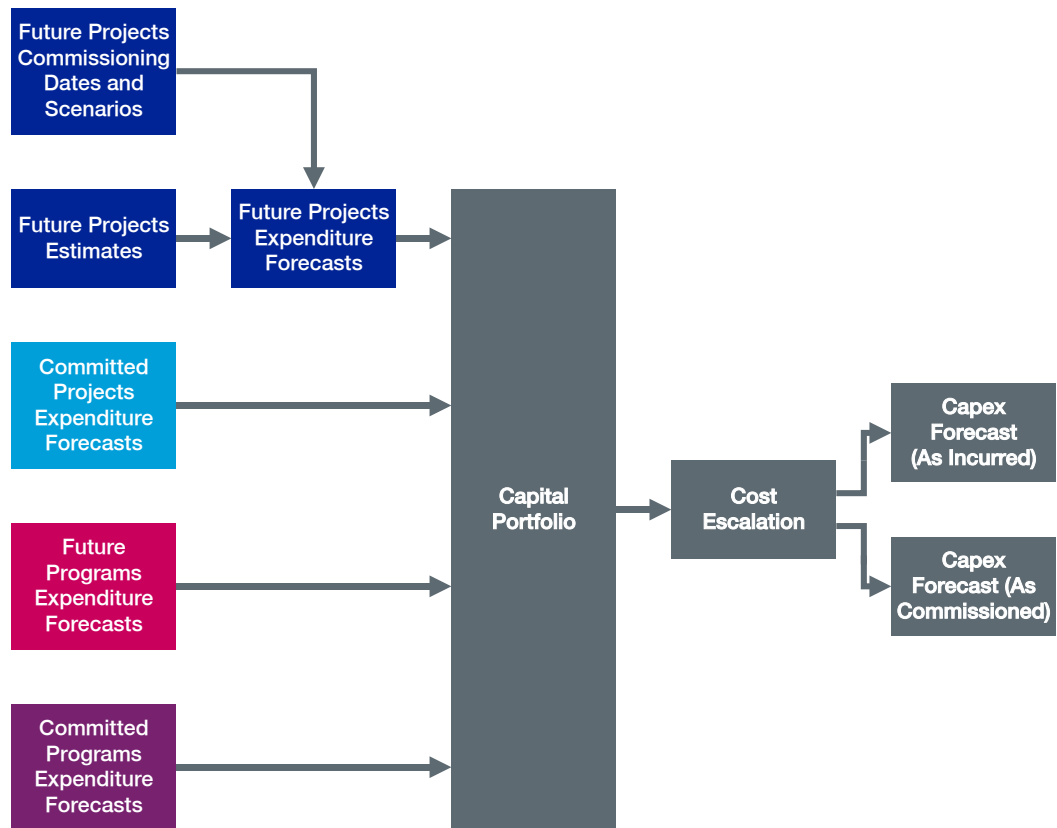 Future Projects
Commissioning
Dates and
Scenarios
Future Projects
Estimates
Future Projects
Expenditure
Forecasts
Committed
Projects
Expenditure
Forecasts
Future
Programs
Expenditure
Forecasts
Committed
Programs
Expenditure
Forecasts
Capital
Portfolio
Cost
Escalation
Capex
Forecast
(As Incurred)
Capex
Forecast (As
Commissioned)